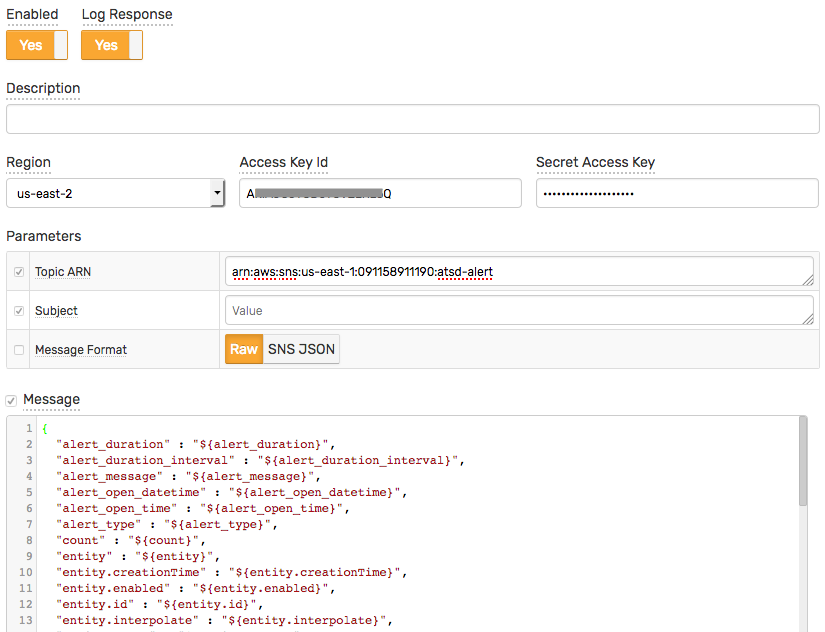 Enabled Log Response
Yes Yes
Description
Region Access Key Id Secret Access Key
us-east-2 A Q ••••••••••••••••••••
Parameters
Topic ARN arn:aws:sns:us-east-1:091158911190:atsd-alert
Subject Value
Message Format Raw SNS JSON
Message
1 {
2 "alert_duration" : "${alert_duration}",
3 "alert_duration_interval" : "${alert_duration_interval}",
4 "alert_message" : "${alert_message}",
5 "alert_open_datetime" : "${alert_open_datetime}",
6 "alert_open_time" : "${alert_open_time}",
7 "alert_type" : "${alert_type}",
8 "count" : "${count}",
9 "entity" : "${entity}",
10 "entity.creationTime" : "${entity.creationTime}",
11 "entity.enabled" : "${entity.enabled}",
12 "entity.id" : "${entity.id}",
13 "entity.interpolate" : "${entity.interpolate}",